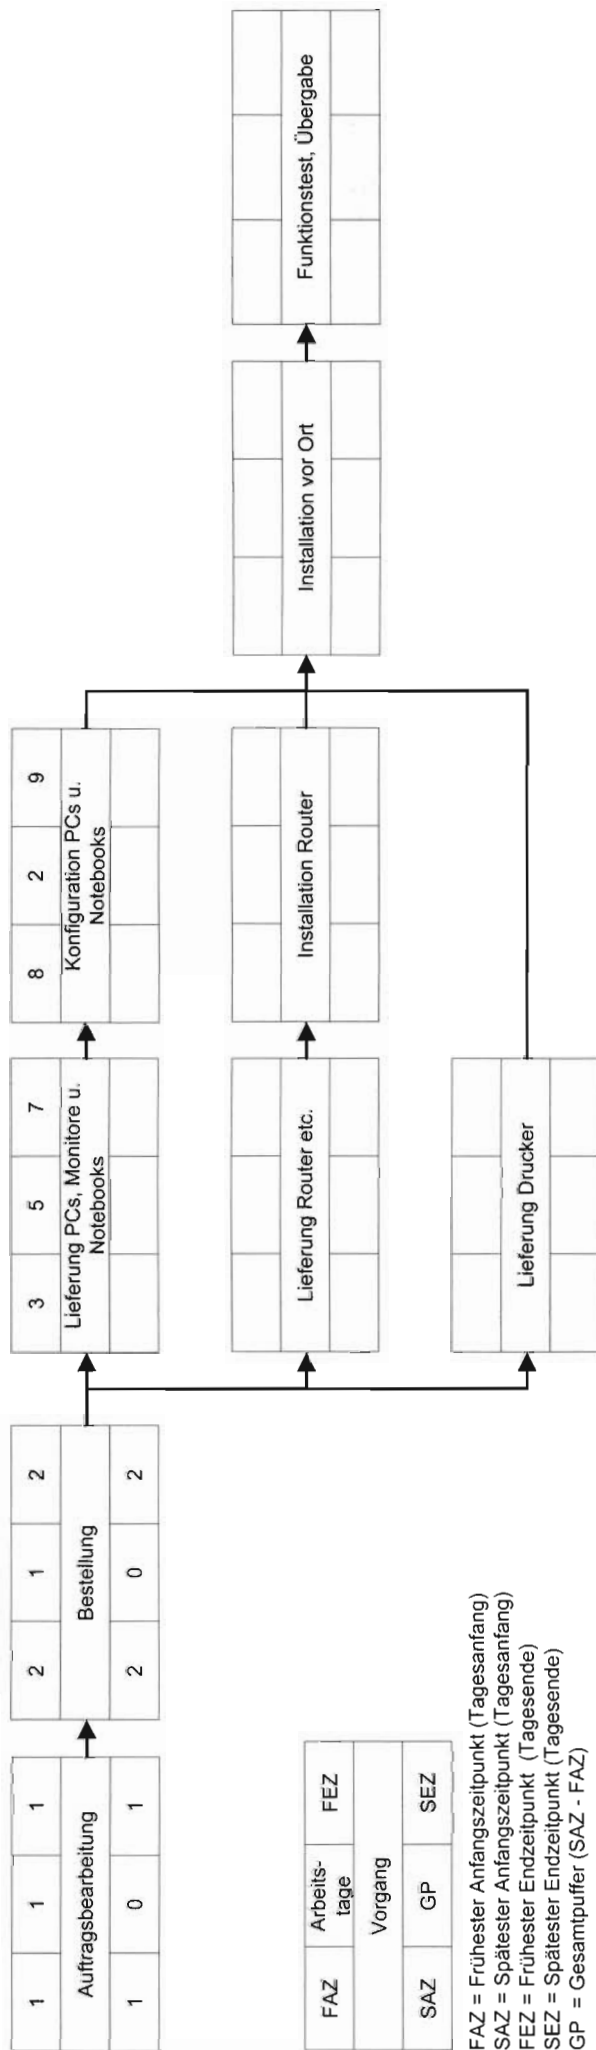 1 1 1
Auftragsbearbeitung
1 0 1
2 1 2
Bestellung
2 0 2
3 5 7
Lieferung PCs, Monitore u.
Notebooks
8 2 9
Konfiguration PCs u.
Notebooks
Lieferung Router etc.
Installation Router
Lieferung Drucker
Installation vor Ort
Funktionstest, Übergabe
FAZ Arbeits- FEZ
tage
Vorgang
SAZ GP SEZ
FAZ = Frühester Anfangszeitpunkt (Tagesanfang)
SAZ = Spätester Anfangszeitpunkt (Tagesanfang)
FEZ = Frühester Endzeitpunkt (Tagesende)
SEZ = Spätester Endzeitpunkt (Tagesende)
GP = Gesamtpuffer (SAZ - FAZ)